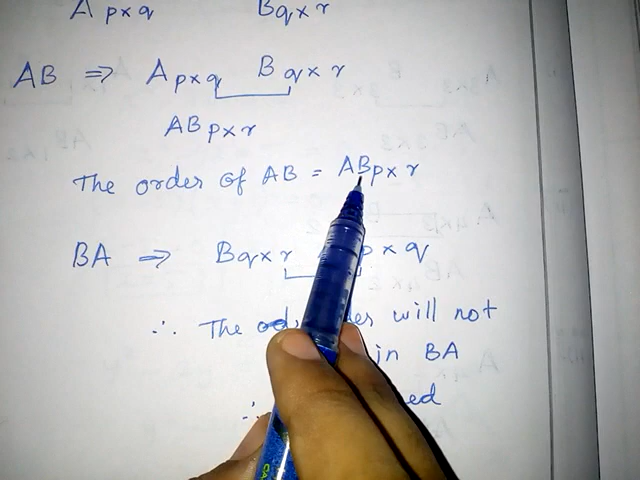 A p×q B q×r
AB ⇒ A p×q B q×r
AB p×r
The order of AB = AB p×r
BA ⇒ B q×r p×q
∴ The will not
in BA
∴ ed